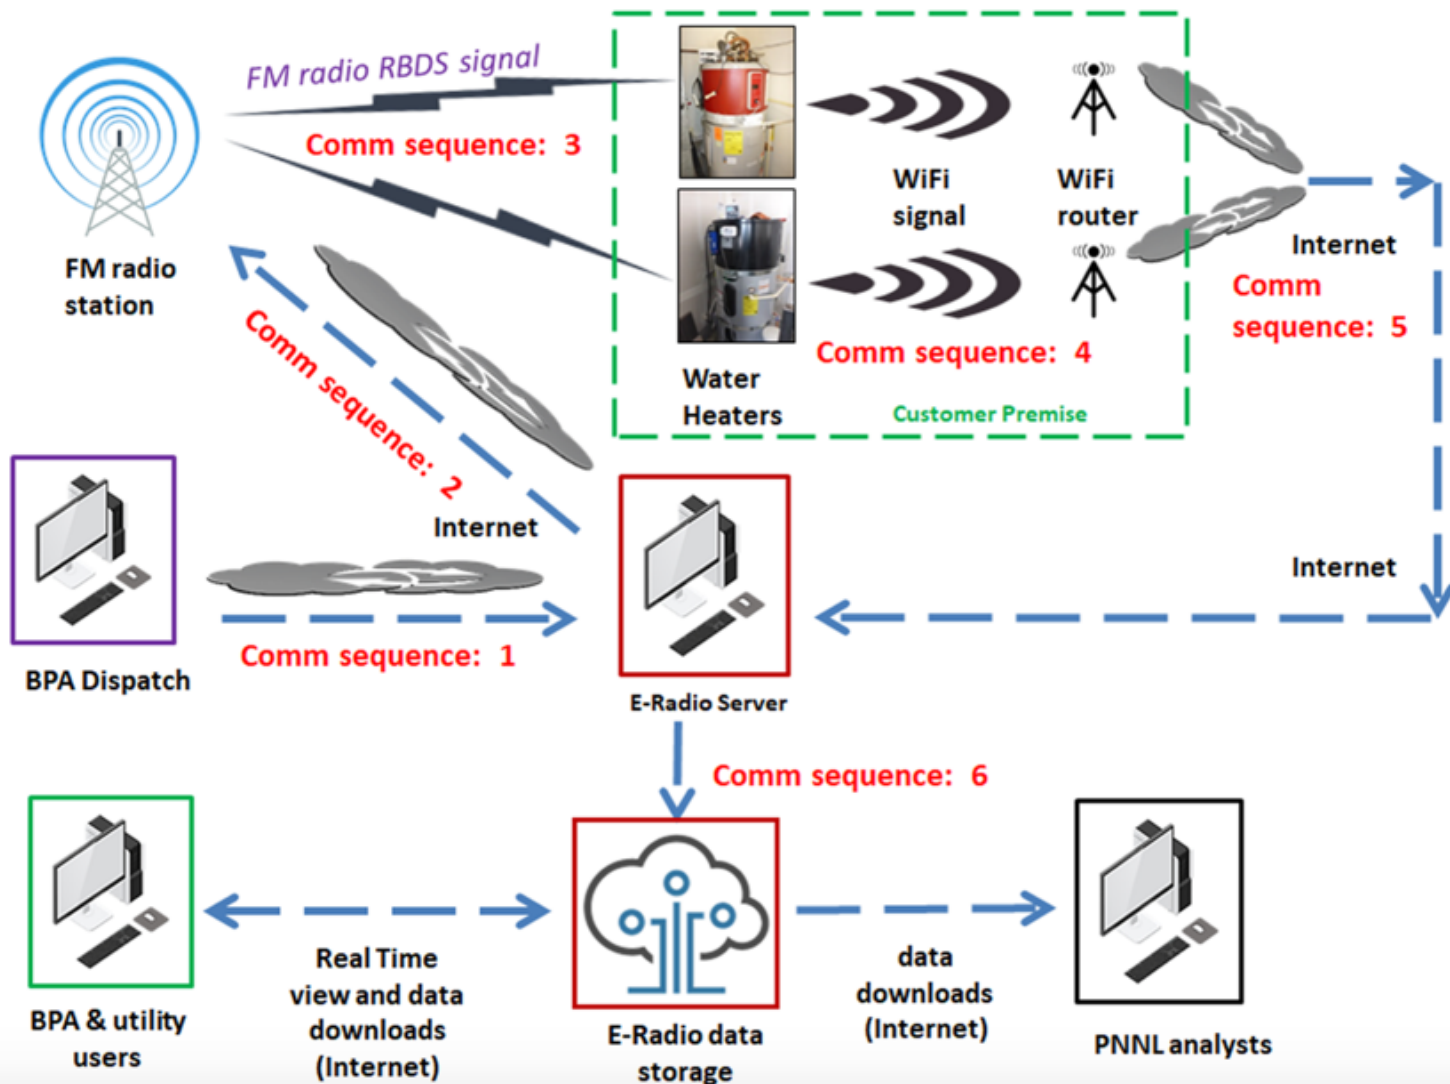 FM radio RBDS signal
Comm sequence: 3
FM radio
station
WiFi
signal
WiFi
router
Internet
Comm
sequence: 5
Comm sequence: 4
Water
Heaters
Customer Premise
Comm sequence: 2
Internet
Internet
Comm sequence: 1
BPA Dispatch
E-Radio Server
Comm sequence: 6
Real Time
view and data
downloads
(Internet)
data
downloads
(Internet)
BPA & utility
users
E-Radio data
storage
PNNL analysts